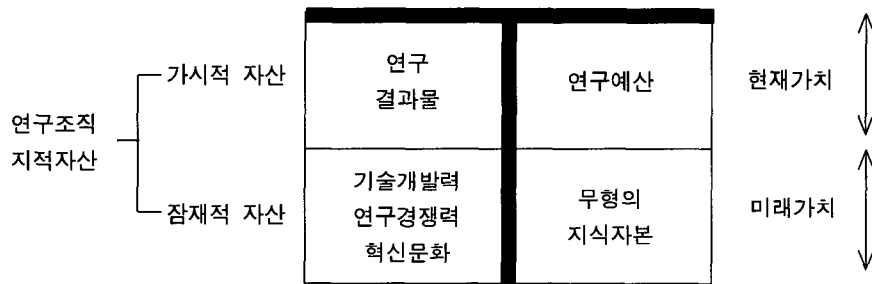 연구조직
지적자산
가시적 자산
연구
결과물
연구예산
현재가치
잠재적 자산
기술개발력
연구경쟁력
혁신문화
무형의
지식자본
미래가치